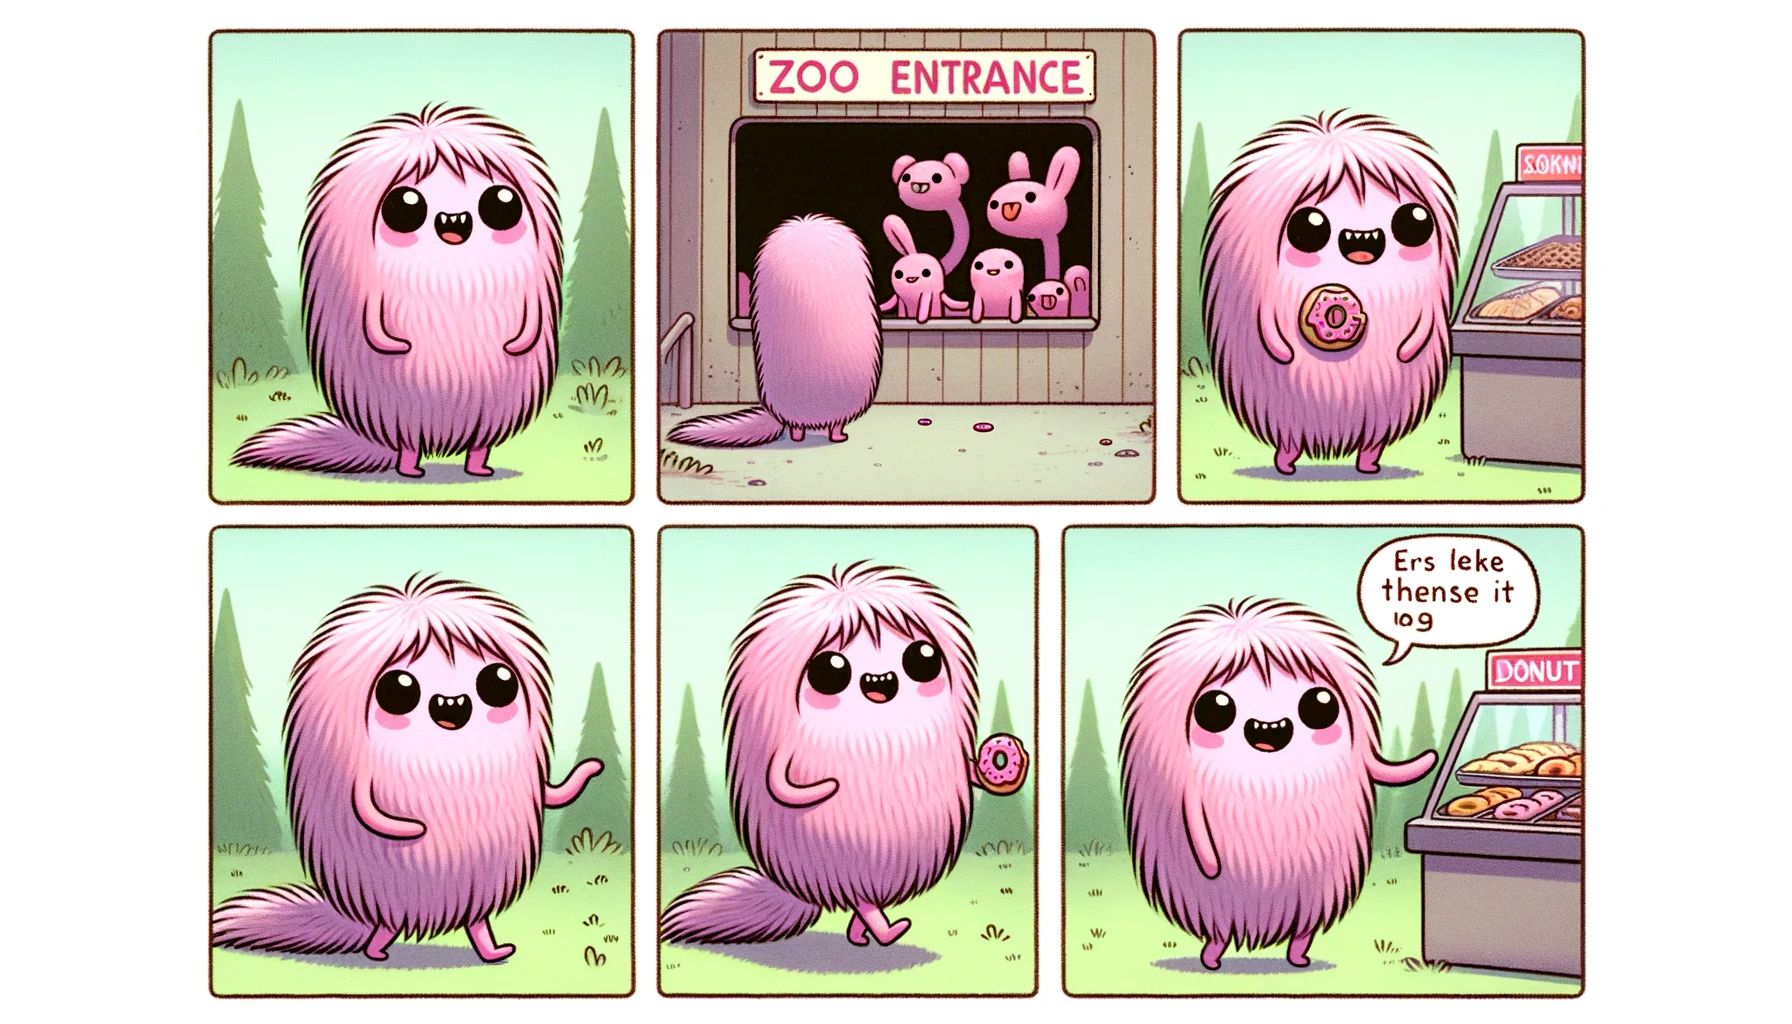 ZOO ENTRANCE
Ers leke
thense it
DONUT